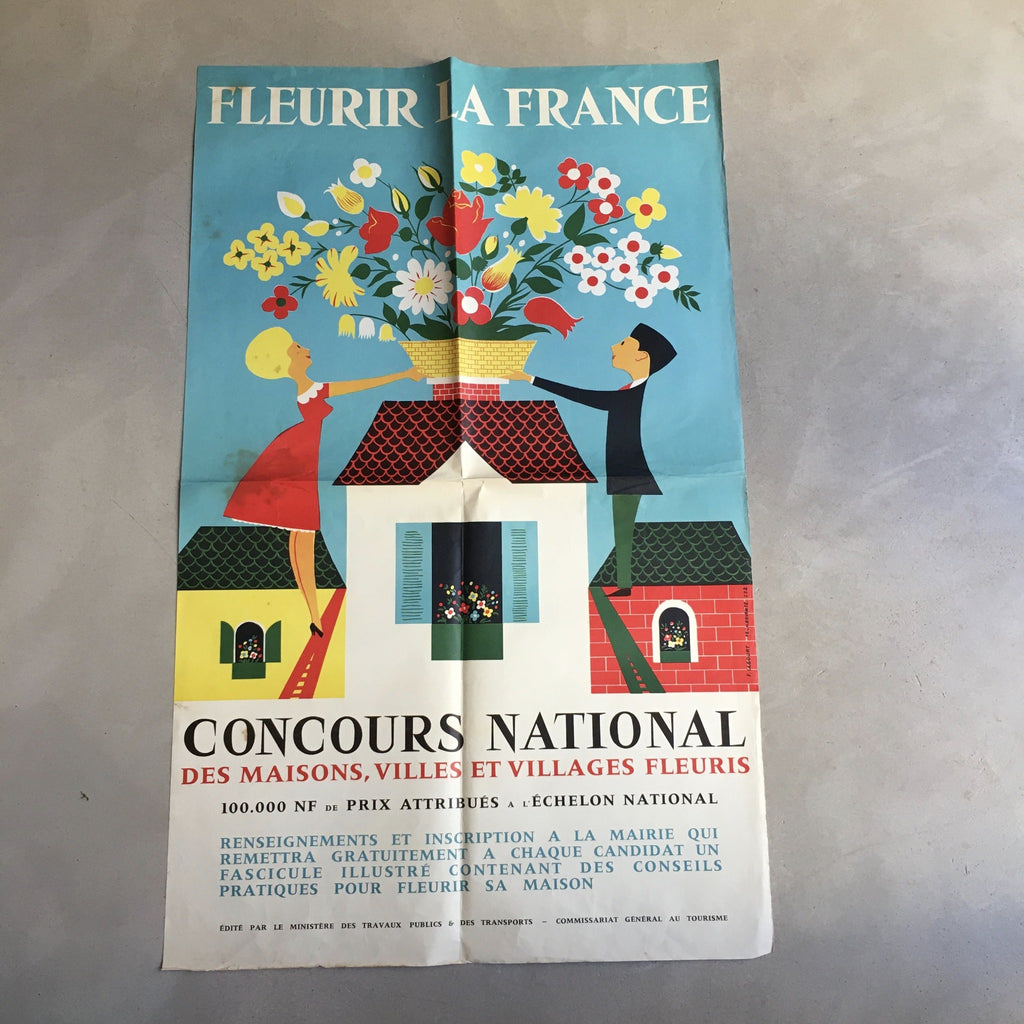 FLEURIR LA FRANCE
CONCOURS NATIONAL
DES MAISONS, VILLES ET VILLAGES FLEURIS
100.000 NF DE PRIX ATTRIBUÉS A L'ÉCHELON NATIONAL
RENSEIGNEMENTS ET INSCRIPTION A LA MAIRIE QUI
REMETTRA GRATUITEMENT A CHAQUE CANDIDAT UN
FASCICULE ILLUSTRÉ CONTENANT DES CONSEILS
PRATIQUES POUR FLEURIR SA MAISON
ÉDITÉ PAR LE MINISTÈRE DES TRAVAUX PUBLICS & DES TRANSPORTS – COMMISSARIAT GÉNÉRAL AU TOURISME